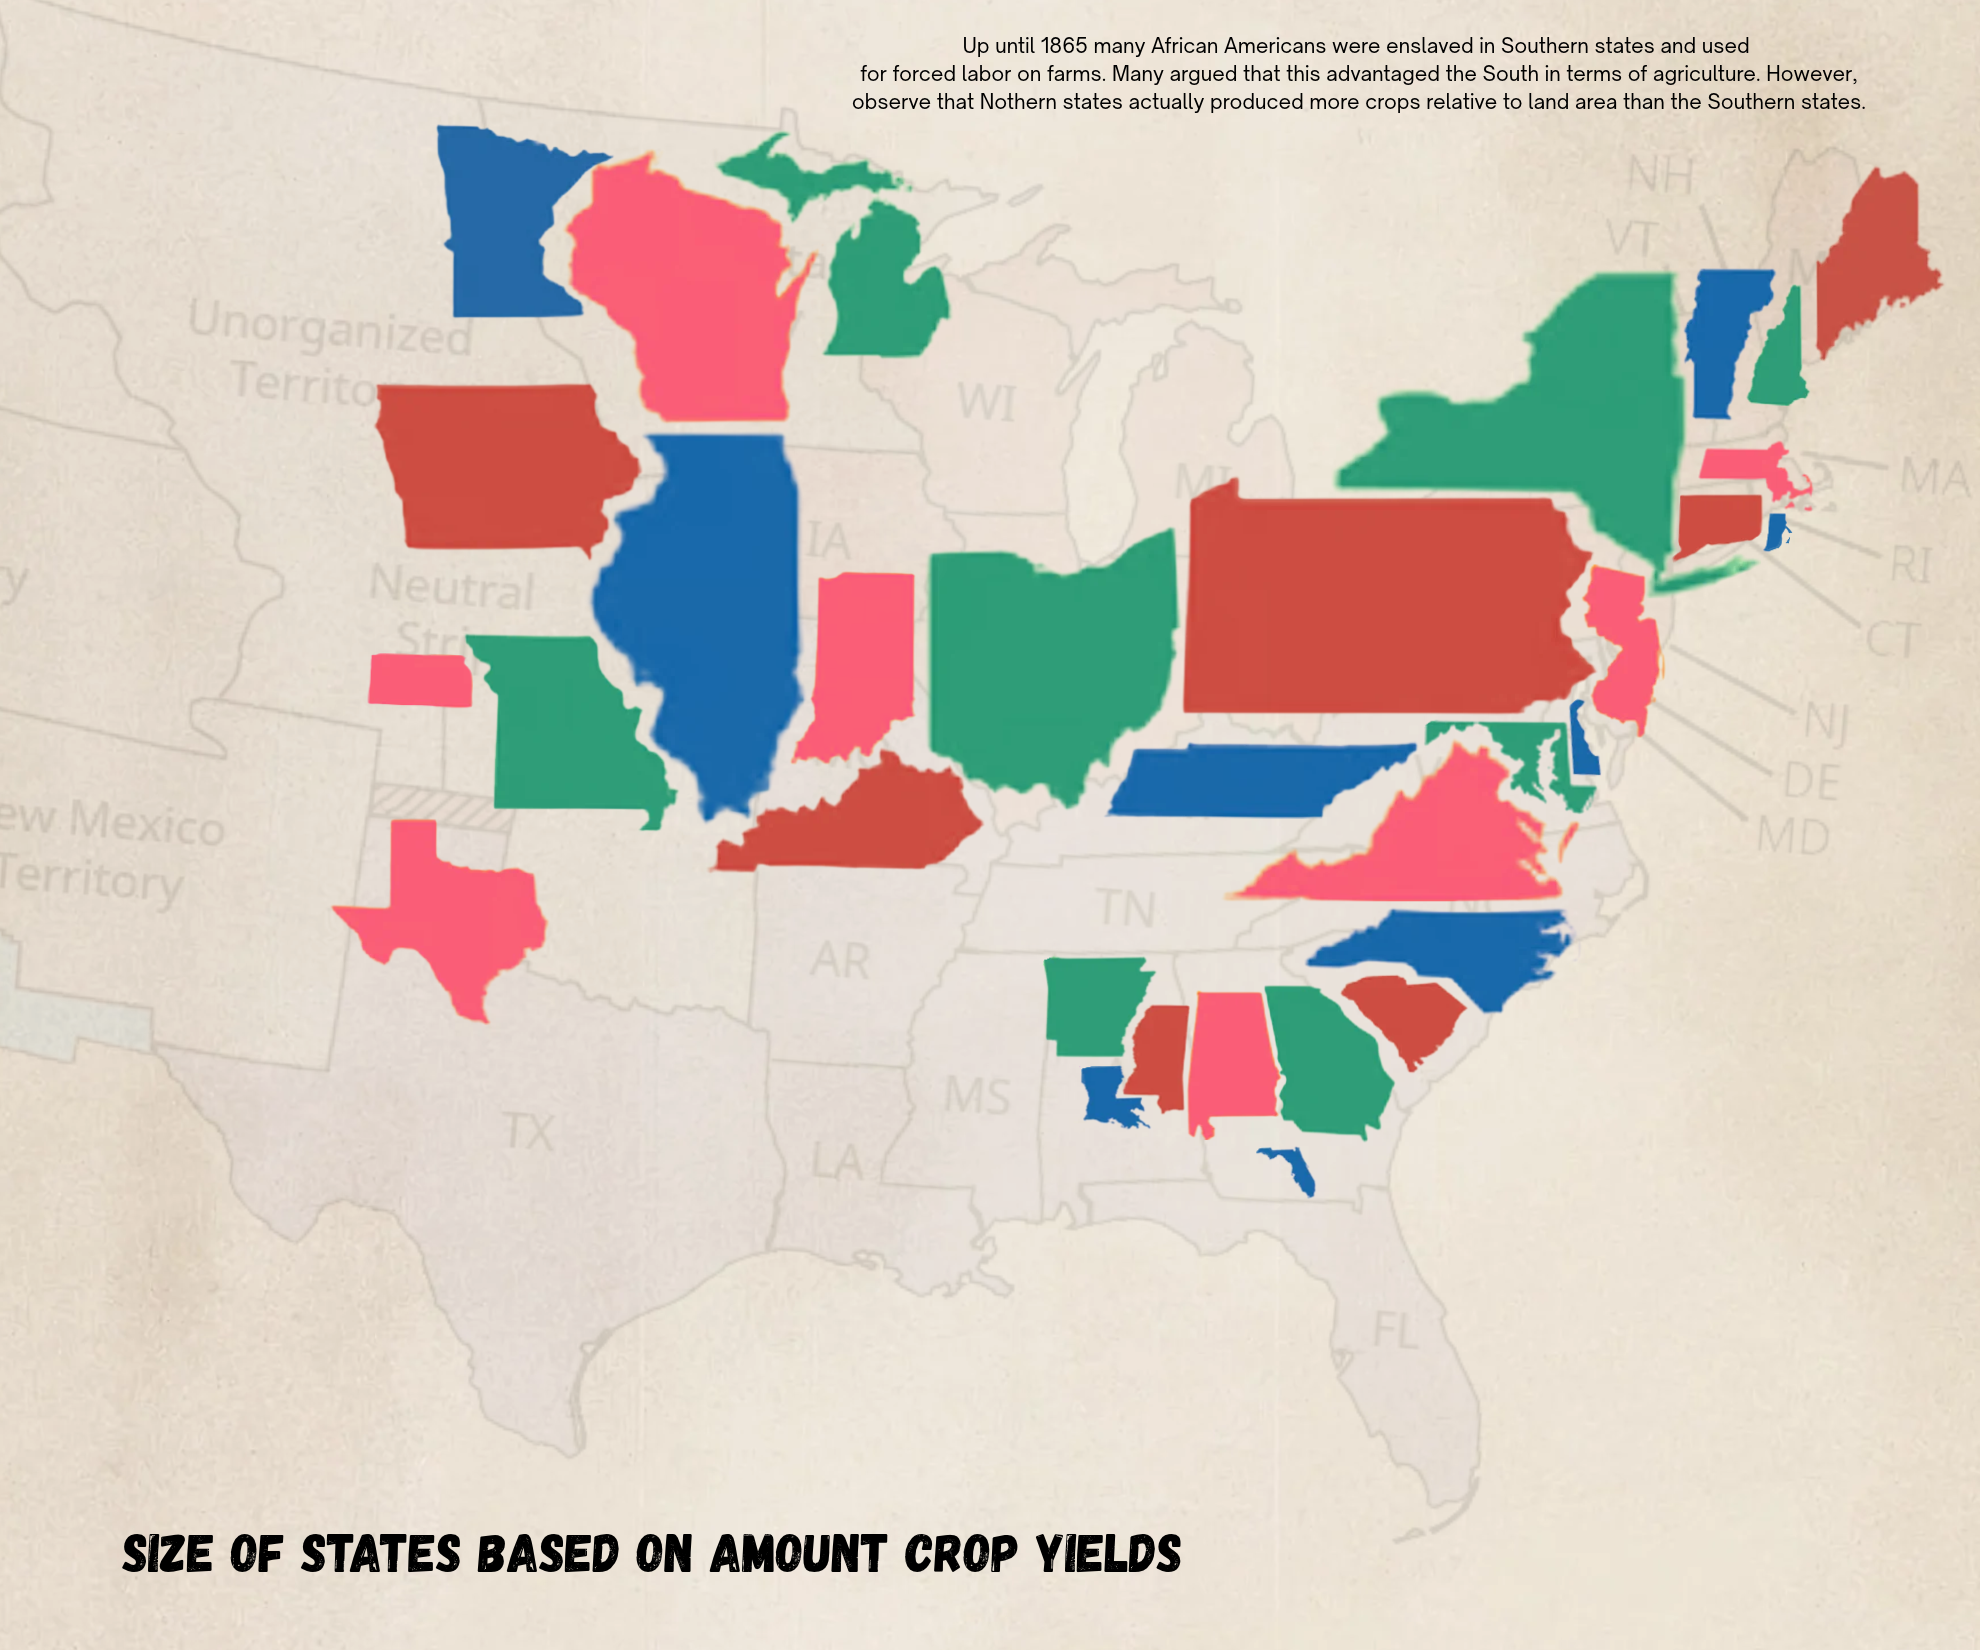 Up until 1865 many African Americans were enslaved in Southern states and used
for forced labor on farms. Many argued that this advantaged the South in terms of agriculture. However,
observe that Nothern states actually produced more crops relative to land area than the Southern states.
NH
VT
Unorganized
Territo
WI
MI
MA
IA
RI
Neutral
Stri
CT
NJ
DE
MD
ew Mexico
Territory
TN
AR
MS
TX
LA
FL
SIZE OF STATES BASED ON AMOUNT CROP YIELDS